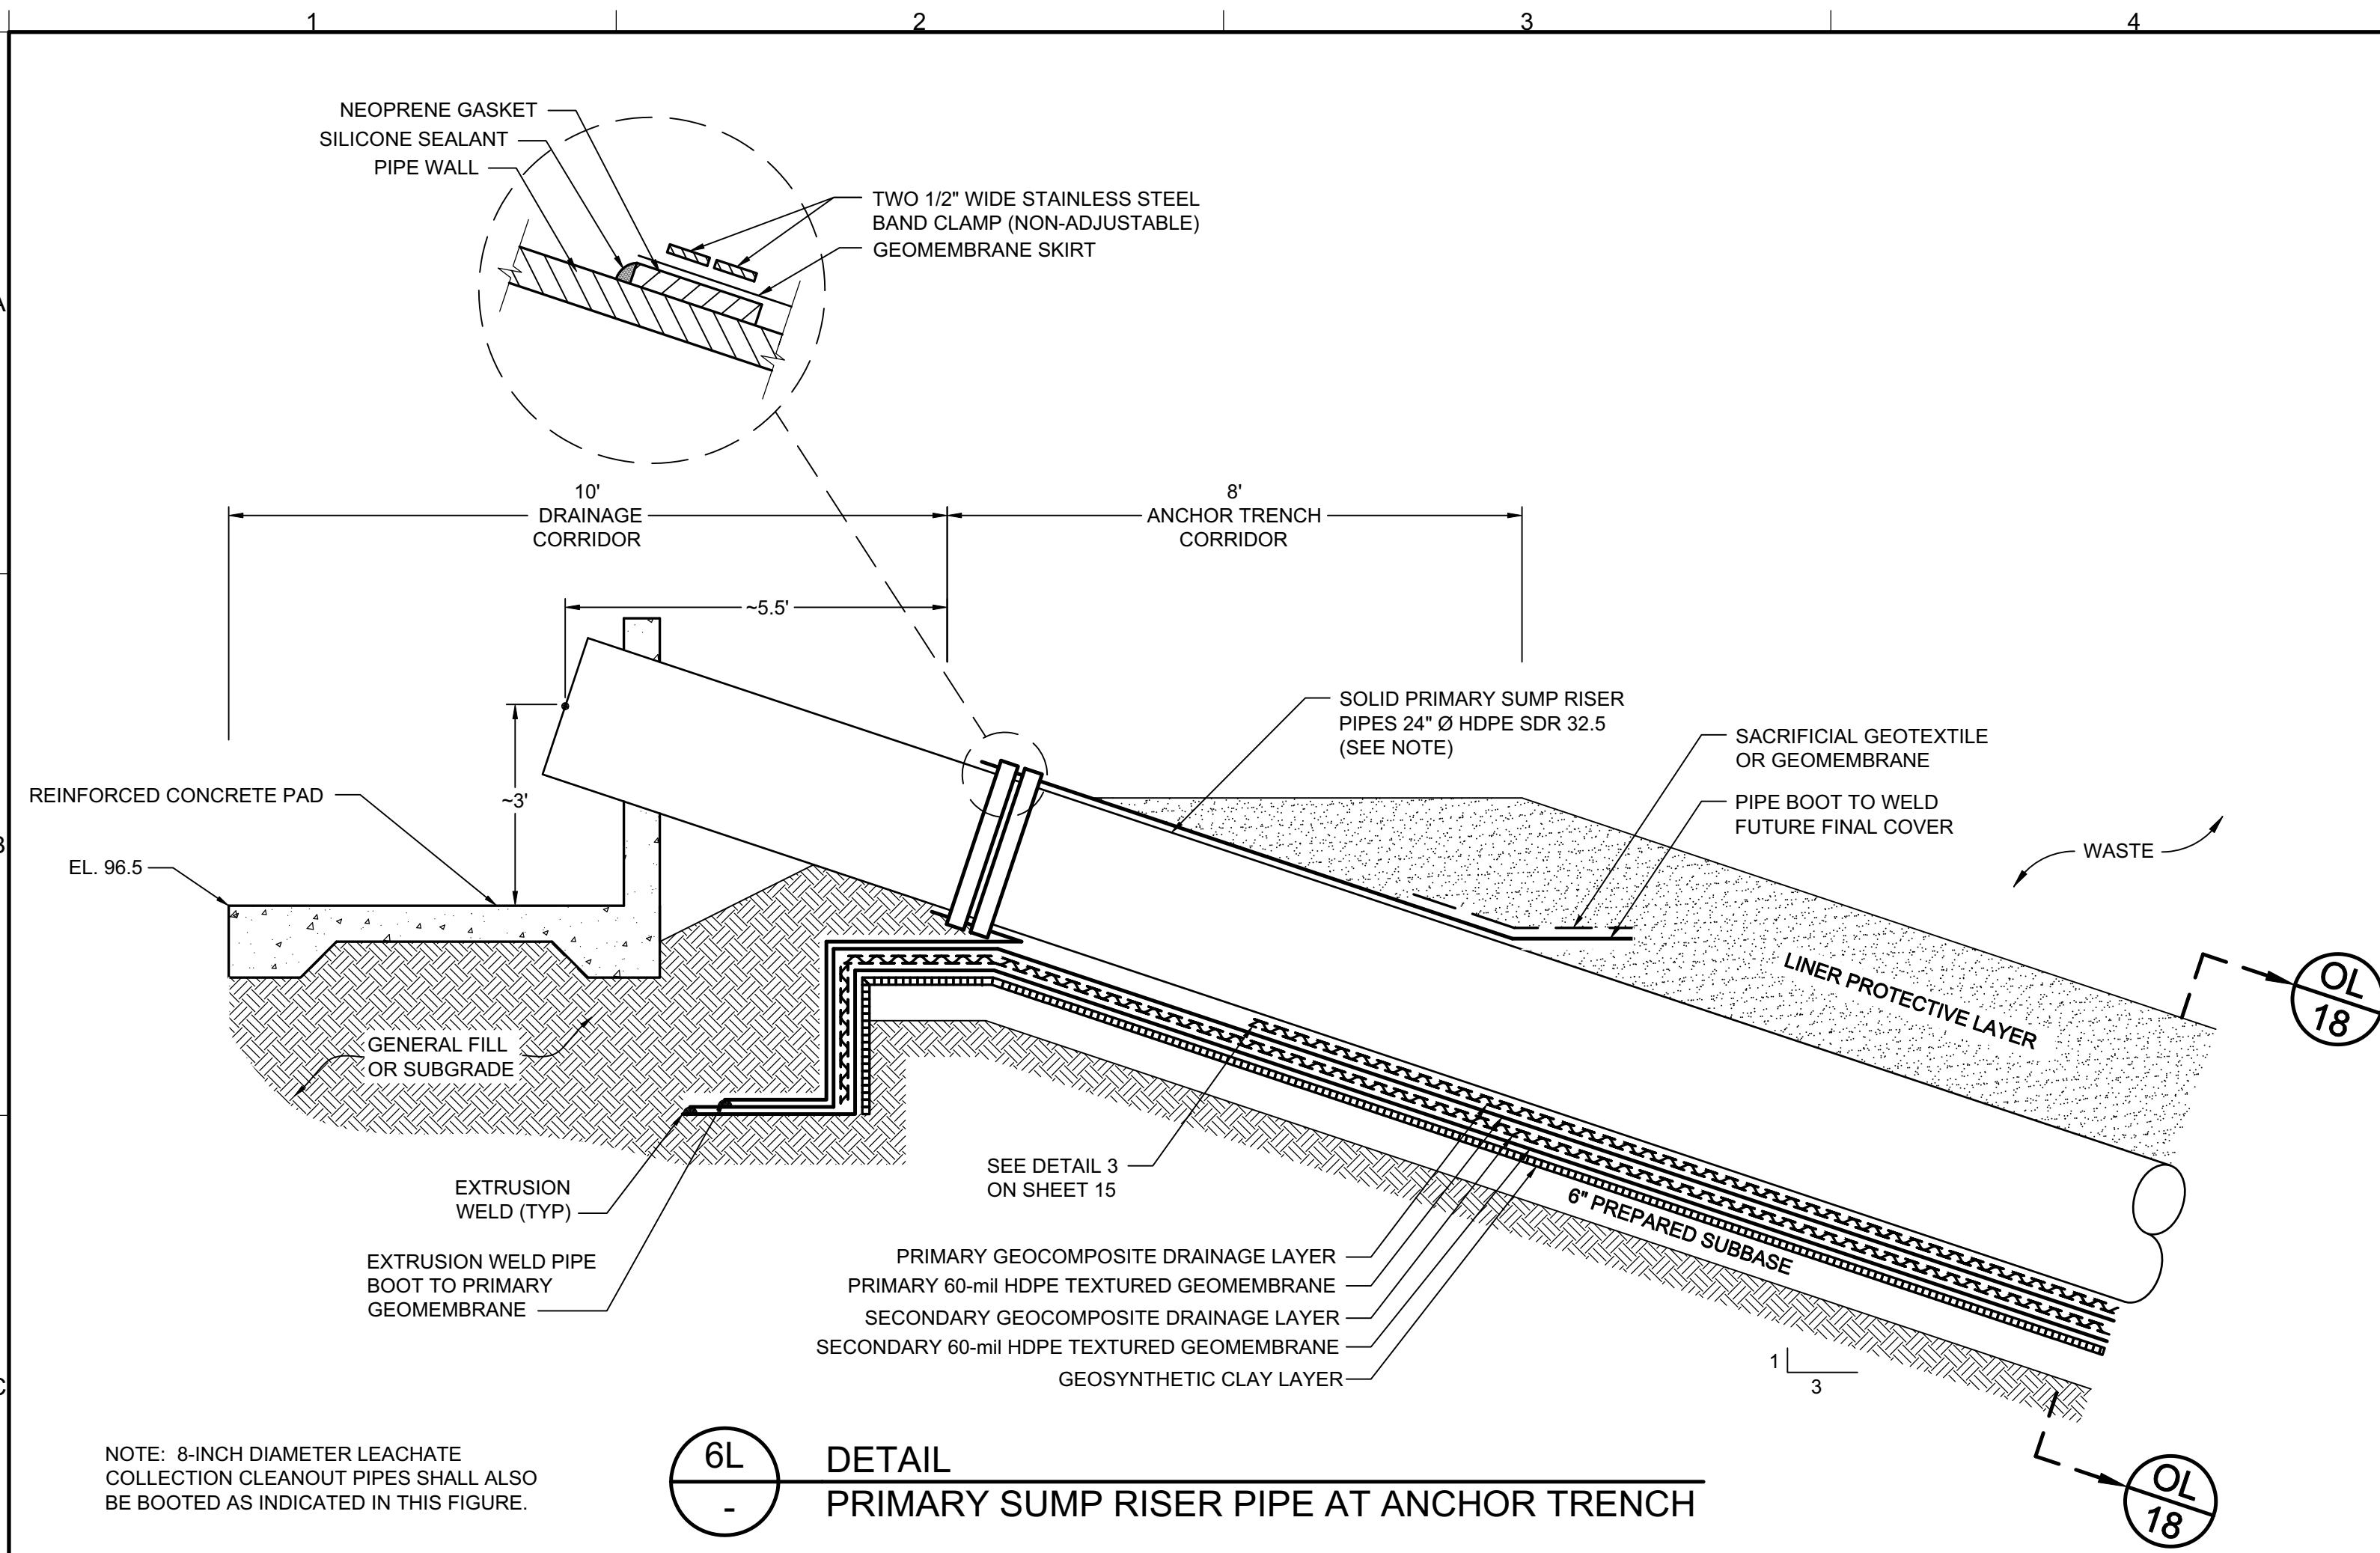 1
2
3
4
NEOPRENE GASKET
SILICONE SEALANT
PIPE WALL
TWO 1/2" WIDE STAINLESS STEEL
BAND CLAMP (NON-ADJUSTABLE)
GEOMEMBRANE SKIRT
A
10'
DRAINAGE
CORRIDOR
8'
ANCHOR TRENCH
CORRIDOR
~5.5'
SOLID PRIMARY SUMP RISER
PIPES 24" Ø HDPE SDR 32.5
(SEE NOTE)
SACRIFICIAL GEOTEXTILE
OR GEOMEMBRANE
PIPE BOOT TO WELD
FUTURE FINAL COVER
WASTE
REINFORCED CONCRETE PAD
~3'
B
EL. 96.5
LINER PROTECTIVE LAYER
OL
18
GENERAL FILL
OR SUBGRADE
EXTRUSION
WELD (TYP)
SEE DETAIL 3
ON SHEET 15
6" PREPARED SUBBASE
EXTRUSION WELD PIPE
BOOT TO PRIMARY
GEOMEMBRANE
PRIMARY GEOCOMPOSITE DRAINAGE LAYER
PRIMARY 60-mil HDPE TEXTURED GEOMEMBRANE
SECONDARY GEOCOMPOSITE DRAINAGE LAYER
SECONDARY 60-mil HDPE TEXTURED GEOMEMBRANE
GEOSYNTHETIC CLAY LAYER
1
3
C
NOTE: 8-INCH DIAMETER LEACHATE
COLLECTION CLEANOUT PIPES SHALL ALSO
BE BOOTED AS INDICATED IN THIS FIGURE.
6L
-
DETAIL
PRIMARY SUMP RISER PIPE AT ANCHOR TRENCH
OL
18